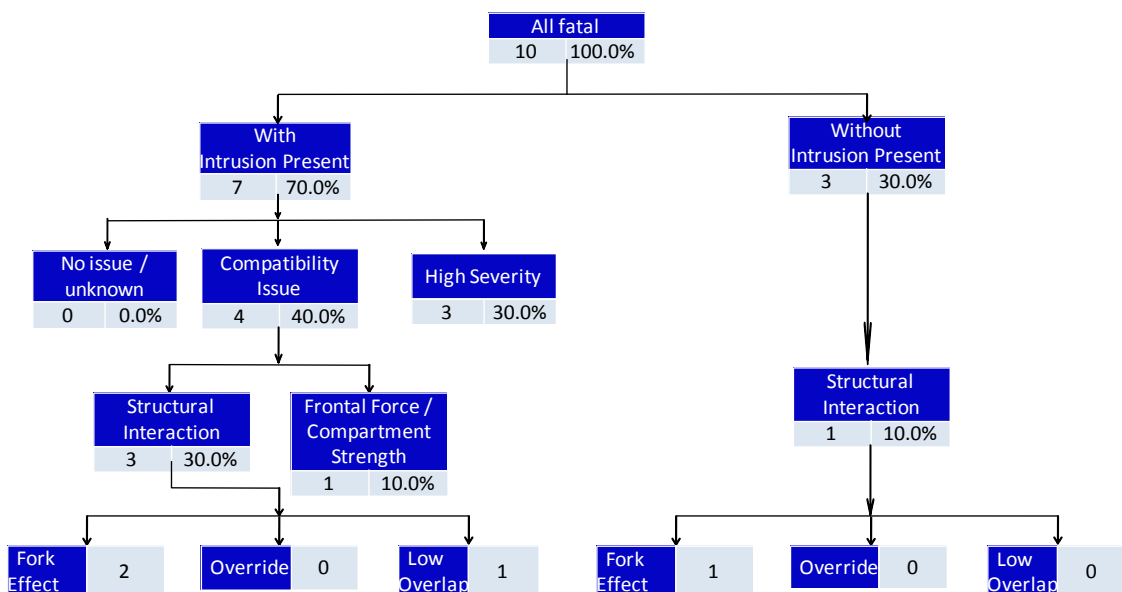 All fatal
10 100.0%
With
Intrusion Present
7 70.0%
Without
Intrusion Present
3 30.0%
No issue /
unknown
0 0.0%
Compatibility
Issue
4 40.0%
High Severity
3 30.0%
Structural
Interaction
3 30.0%
Frontal Force /
Compartment
Strength
1 10.0%
Structural
Interaction
1 10.0%
Fork
Effect
2
Override
0
Low
Overlap
1
Fork
Effect
1
Override
0
Low
Overlap
0